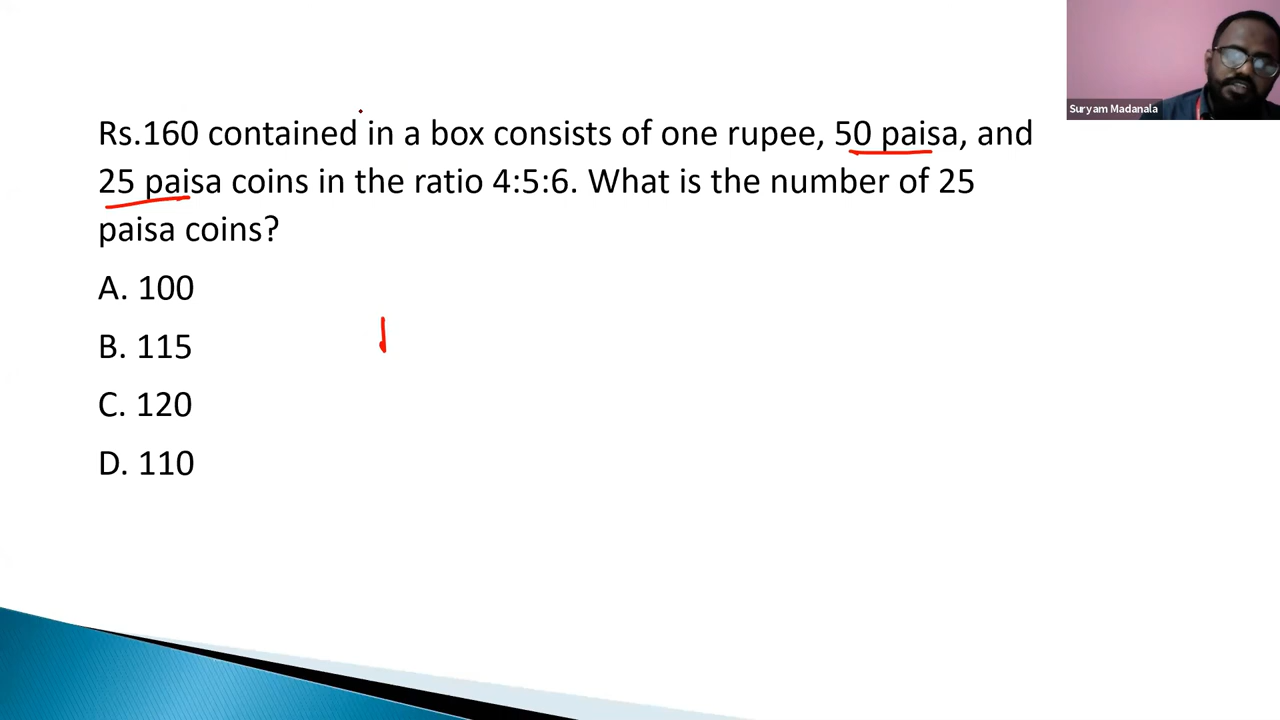 Suryam Madanala
Rs.160 contained in a box consists of one rupee, 50 paisa, and
25 paisa coins in the ratio 4:5:6. What is the number of 25
paisa coins?
A. 100
B. 115
C. 120
D. 110